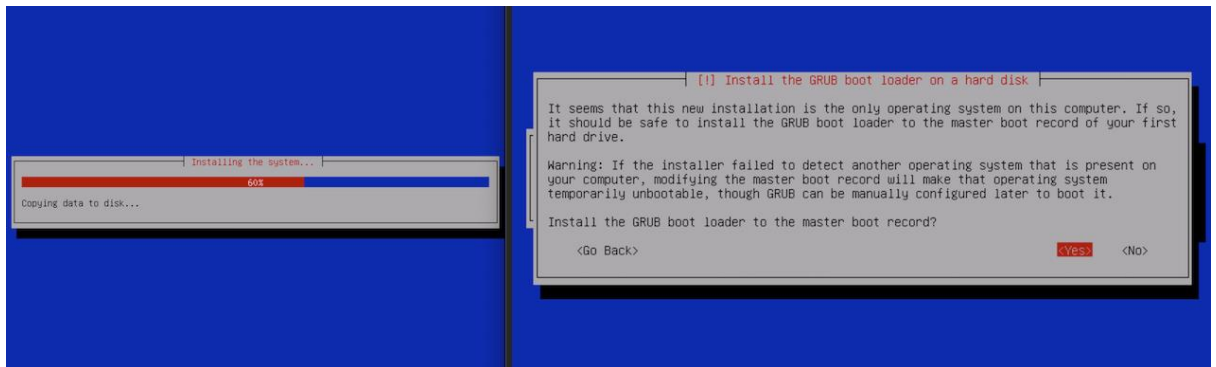 Installing the system...
60%
Copying data to disk...
[!] Install the GRUB boot loader on a hard disk
It seems that this new installation is the only operating system on this computer. If so,
it should be safe to install the GRUB boot loader to the master boot record of your first
hard drive.
Warning: If the installer failed to detect another operating system that is present on
your computer, modifying the master boot record will make that operating system
temporarily unbootable, though GRUB can be manually configured later to boot it.
Install the GRUB boot loader to the master boot record?
<Go Back> <Yes> <No>